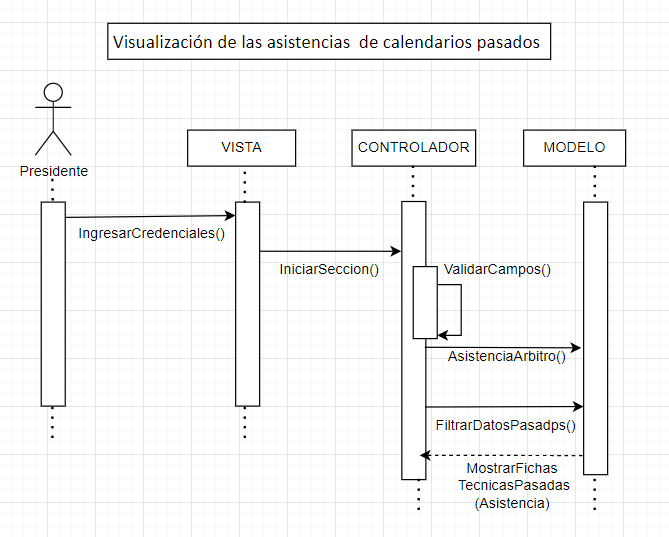 Visualización de las asistencias de calendarios pasados
Presidente
VISTA
CONTROLADOR
MODELO
IngresarCredenciales()
IniciarSeccion()
ValidarCampos()
AsistenciaArbitro()
FiltrarDatosPasadps()
MostrarFichas
TecnicasPasadas
(Asistencia)